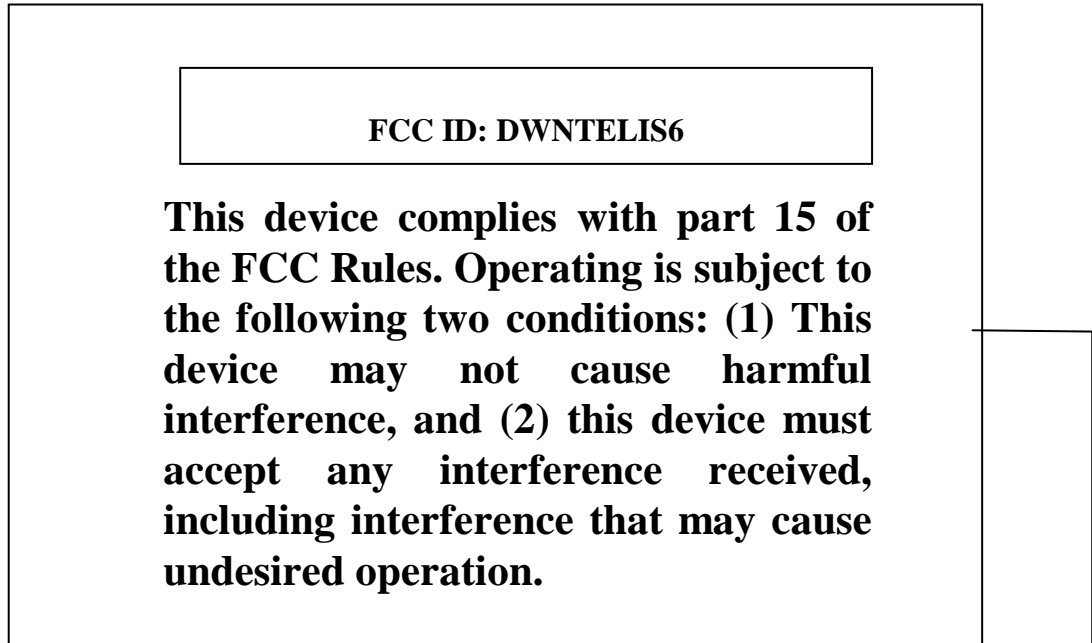 FCC ID: DWNTELIS6
This device complies with part 15 of
the FCC Rules. Operating is subject to
the following two conditions: (1) This
device may not cause harmful
interference, and (2) this device must
accept any interference received,
including interference that may cause
undesired operation.